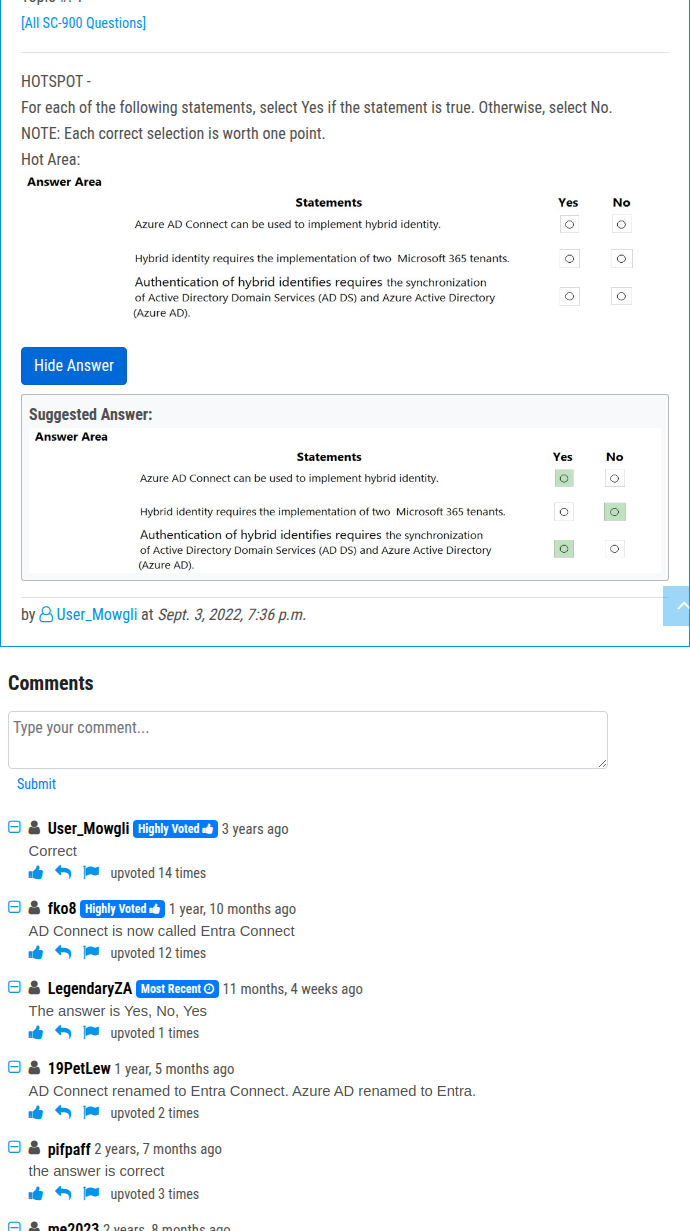 [All SC-900 Questions]
HOTSPOT -
For each of the following statements, select Yes if the statement is true. Otherwise, select No.
NOTE: Each correct selection is worth one point.
Hot Area:
Answer Area
Statements Yes No
Azure AD Connect can be used to implement hybrid identity.
Hybrid identity requires the implementation of two Microsoft 365 tenants.
Authentication of hybrid identifies requires the synchronization
of Active Directory Domain Services (AD DS) and Azure Active Directory
(Azure AD).
Hide Answer
Suggested Answer:
Answer Area
Statements Yes No
Azure AD Connect can be used to implement hybrid identity.
Hybrid identity requires the implementation of two Microsoft 365 tenants.
Authentication of hybrid identifies requires the synchronization
of Active Directory Domain Services (AD DS) and Azure Active Directory
(Azure AD).
by User_Mowgli at Sept. 3, 2022, 7:36 p.m.
Comments
Type your comment...
Submit
User_Mowgli Highly Voted 3 years ago
Correct
upvoted 14 times
fko8 Highly Voted 1 year, 10 months ago
AD Connect is now called Entra Connect
upvoted 12 times
LegendaryZA Most Recent 11 months, 4 weeks ago
The answer is Yes, No, Yes
upvoted 1 times
19PetLew 1 year, 5 months ago
AD Connect renamed to Entra Connect. Azure AD renamed to Entra.
upvoted 2 times
pifpaff 2 years, 7 months ago
the answer is correct
upvoted 3 times
me2023 2 years, 8 months ago